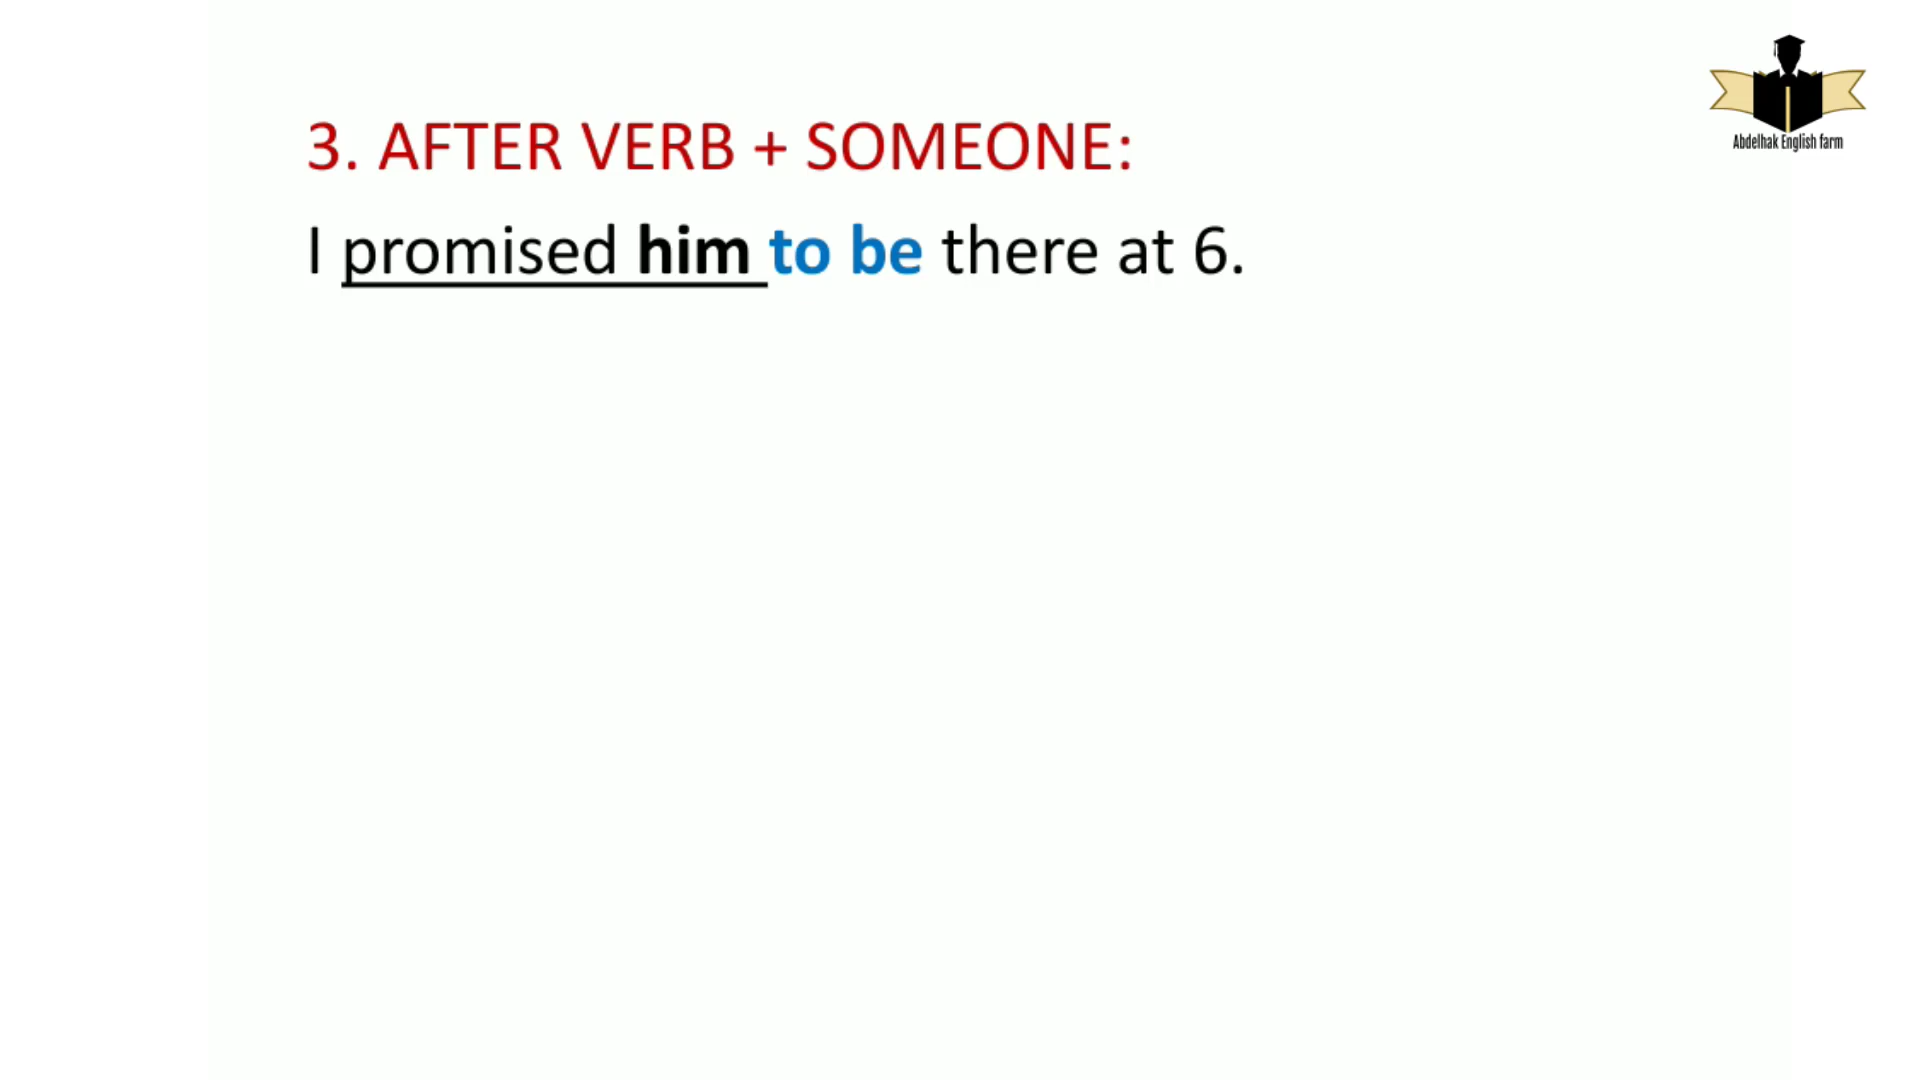 3. AFTER VERB + SOMEONE:
I promised him to be there at 6.
Abdelhak English farm